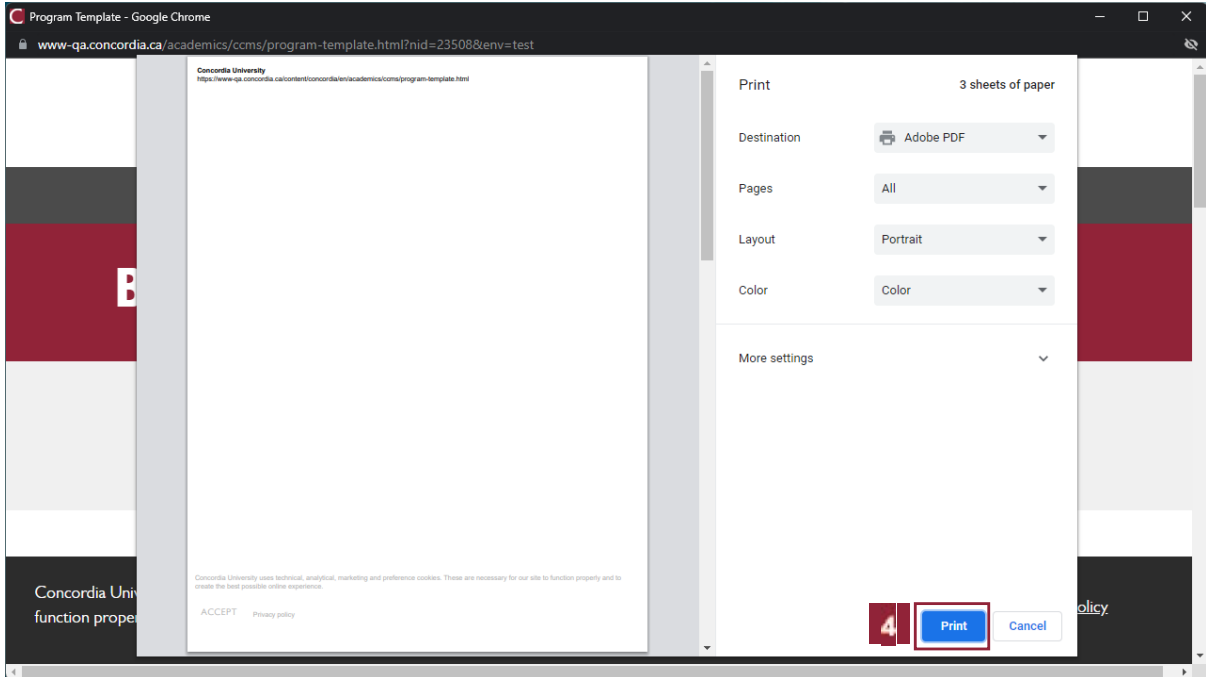 Program Template - Google Chrome
www-qa.concordia.ca/academics/ccms/program-template.html?nid=23508&env=test
Concordia University
https://www-qa.concordia.ca/content/concordia/en/academics/ccms/program-template.html
Print
3 sheets of paper
Destination
Adobe PDF
Pages
All
Layout
Portrait
Color
Color
B
More settings
Concordia University uses technical, analytical, marketing and preference cookies. These are necessary for our site to function properly and to
create the best possible online experience.
ACCEPT Privacy policy
Concordia Univ
function proper
olicy
4
Print
Cancel